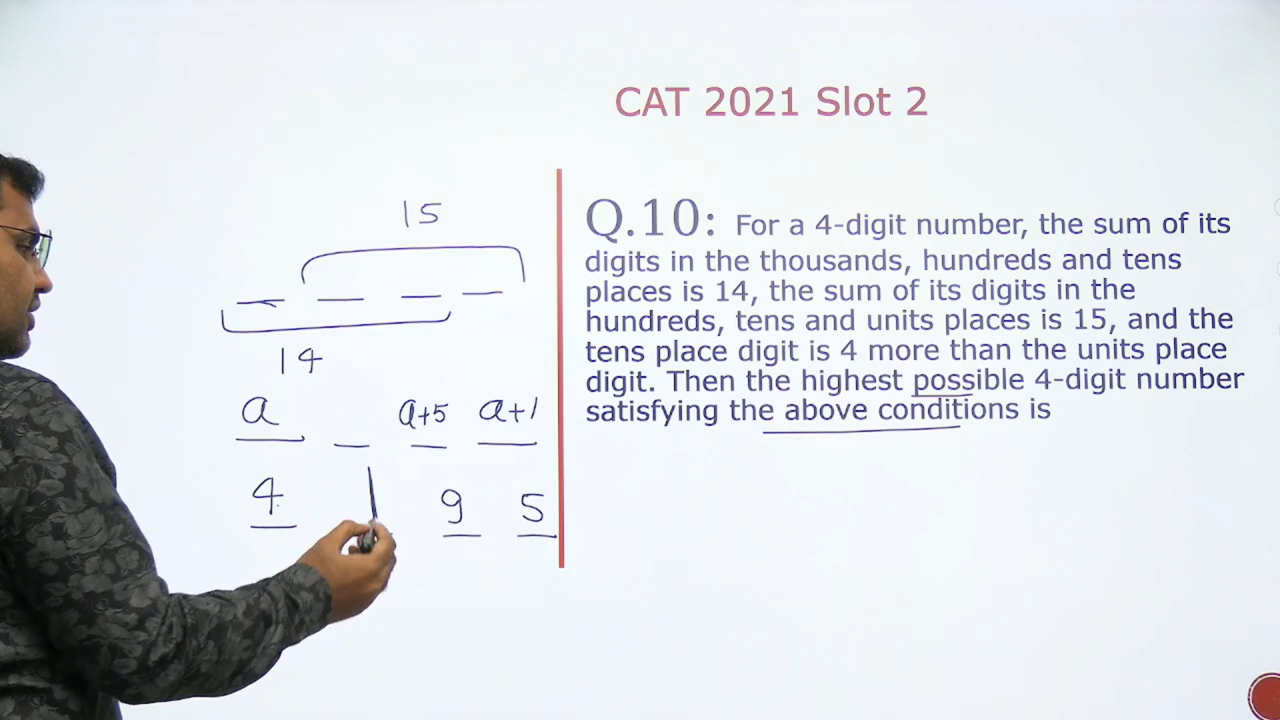 CAT 2021 Slot 2
15
14
a a+5 a+1
4 1 9 5
Q.10: For a 4-digit number, the sum of its
digits in the thousands, hundreds and tens
places is 14, the sum of its digits in the
hundreds, tens and units places is 15, and the
tens place digit is 4 more than the units place
digit. Then the highest possible 4-digit number
satisfying the above conditions is